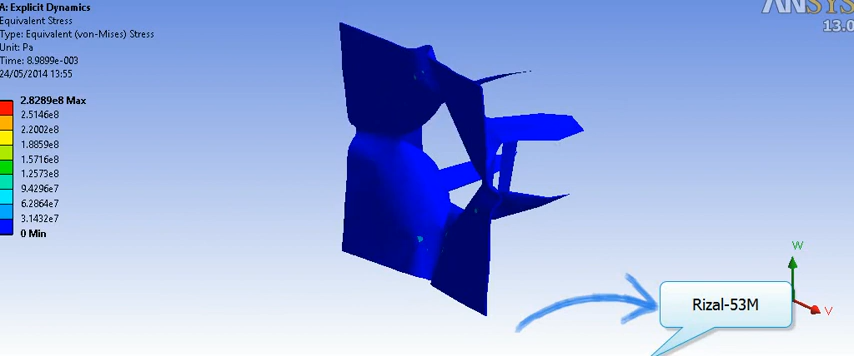 A: Explicit Dynamics
Equivalent Stress
Type: Equivalent (von-Mises) Stress
Unit: Pa
Time: 8.9899e-003
24/05/2014 13:55
2.8289e8 Max
2.5146e8
2.2002e8
1.8859e8
1.5716e8
1.2573e8
9.4296e7
6.2864e7
3.1432e7
0 Min
ANSYS
13.0
W
V
Rizal-53M